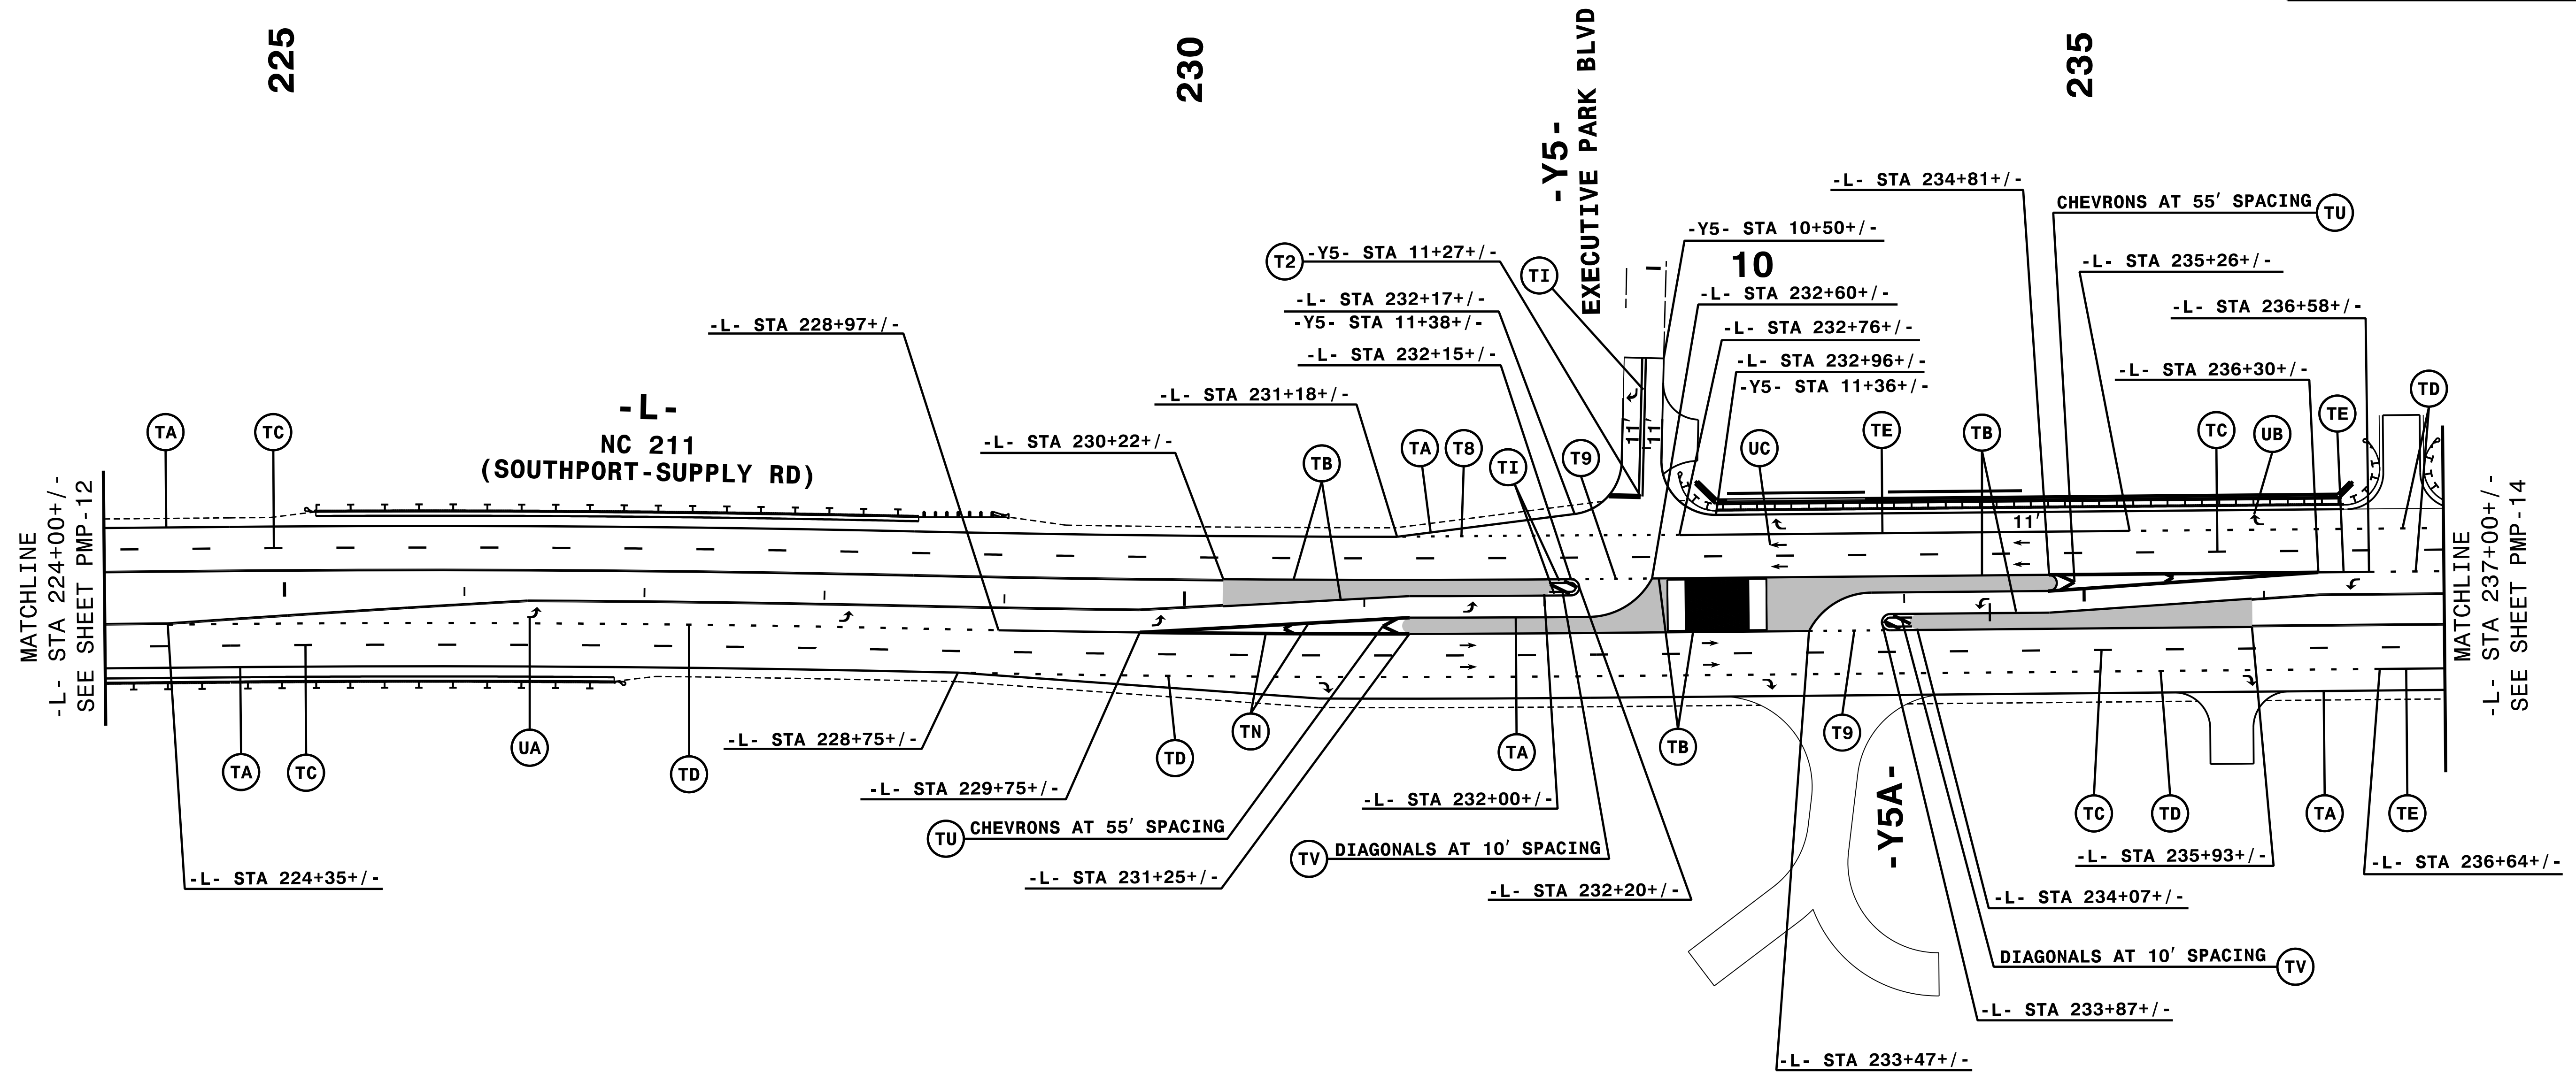 225
230
235
-Y5-
EXECUTIVE PARK BLVD
-L- STA 234+81+/-
CHEVRONS AT 55' SPACING
TU
-Y5- STA 10+50+/-
10
T2
-Y5- STA 11+27+/-
TI
-L- STA 235+26+/-
-L- STA 232+17+/-
-Y5- STA 11+38+/-
-L- STA 232+60+/-
-L- STA 236+58+/-
-L- STA 228+97+/-
-L- STA 232+76+/-
-L- STA 232+15+/-
-L- STA 232+96+/-
-Y5- STA 11+36+/-
-L- STA 236+30+/-
-L- STA 231+18+/-
TD
-L-
NC 211
(SOUTHPORT-SUPPLY RD)
TA
TC
-L- STA 230+22+/-
TB
TA
T8
TI
T9
11'
11'
UC
TE
TB
TC
UB
TE
11'
MATCHLINE
-L- STA 224+00+/-
SEE SHEET PMP-12
MATCHLINE
-L- STA 237+00+/-
SEE SHEET PMP-14
TA
TC
UA
TD
-L- STA 228+75+/-
TD
TN
TA
TB
T9
-Y5A-
-L- STA 229+75+/-
-L- STA 232+00+/-
TC
TD
TA
TE
TU
CHEVRONS AT 55' SPACING
TV
DIAGONALS AT 10' SPACING
-L- STA 235+93+/-
-L- STA 236+64+/-
-L- STA 224+35+/-
-L- STA 231+25+/-
-L- STA 232+20+/-
-L- STA 234+07+/-
DIAGONALS AT 10' SPACING
TV
-L- STA 233+87+/-
-L- STA 233+47+/-